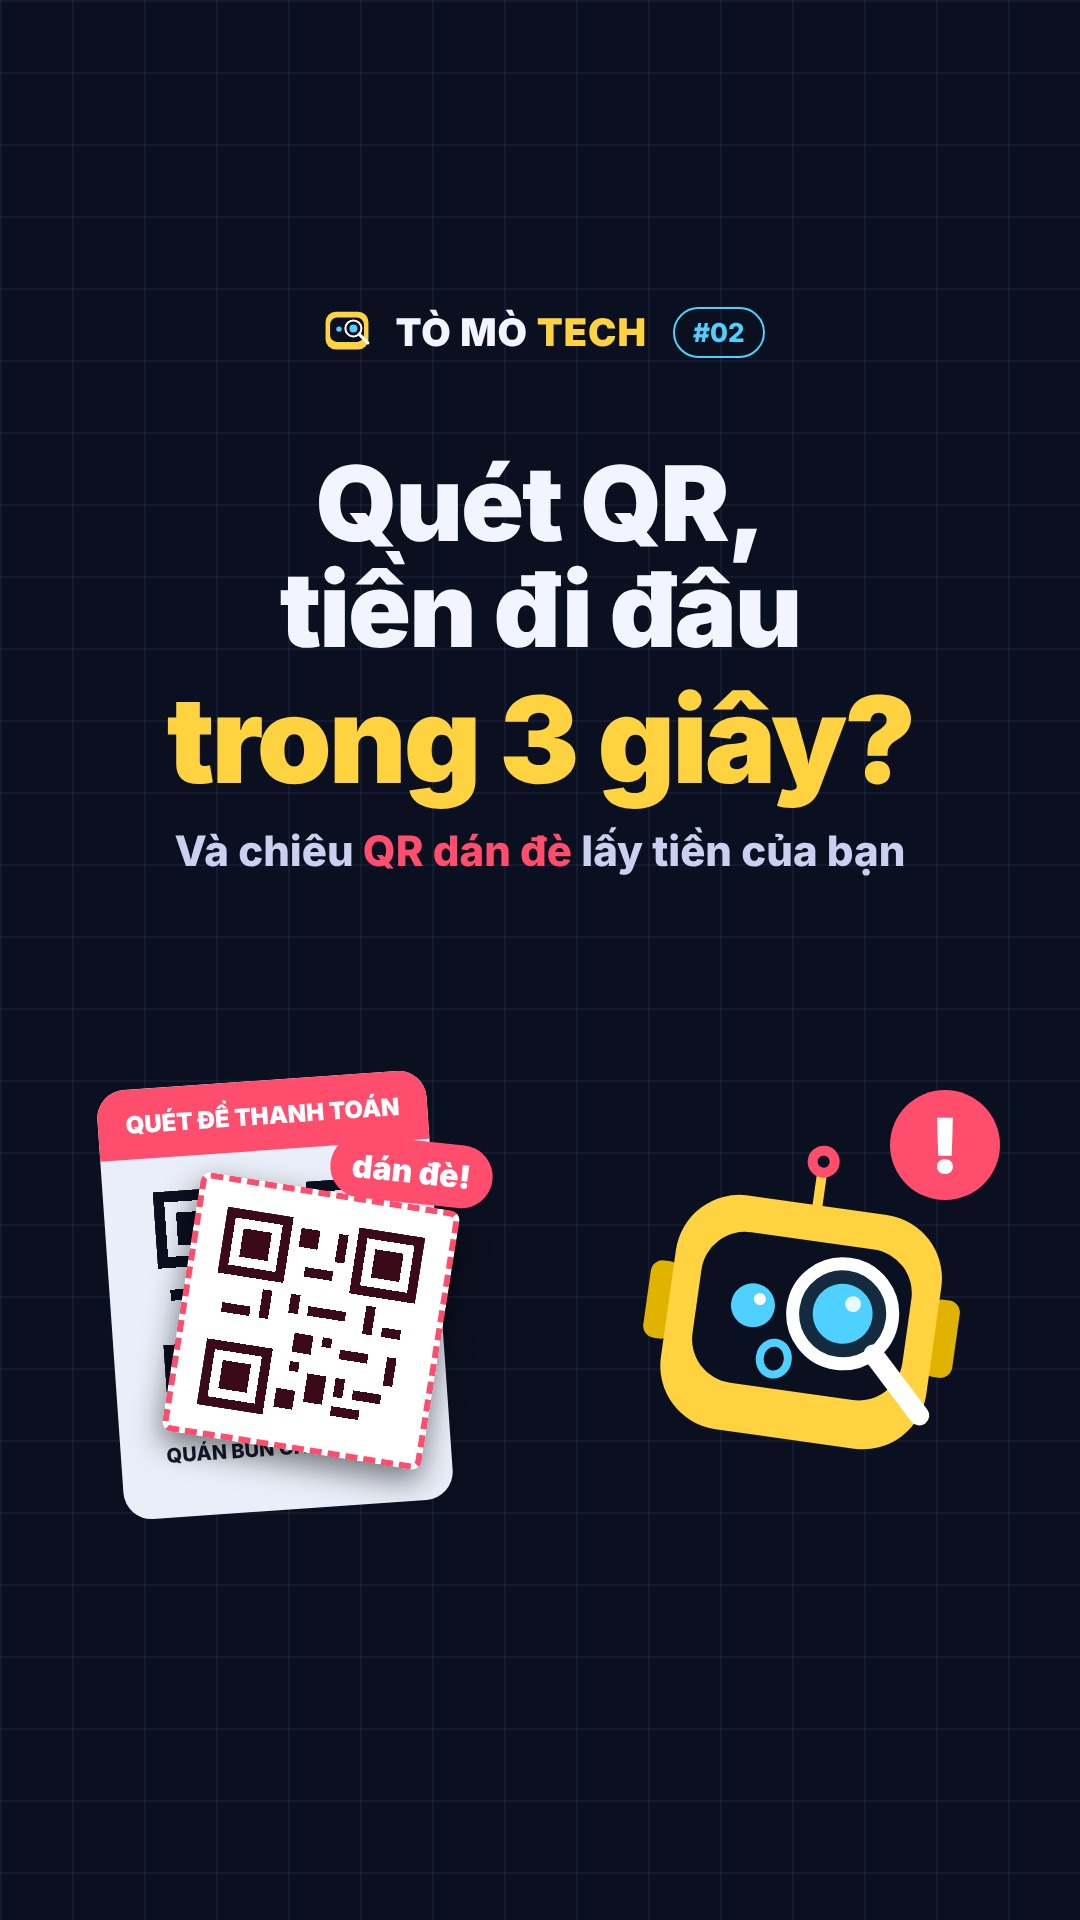 TÒ MÒ TECH #02
Quét QR,
tiền đi đâu
trong 3 giây?
Và chiêu QR dán đè lấy tiền của bạn
QUÉT ĐỂ THANH TOÁN
dán đè!
QUÁN BÚN
!